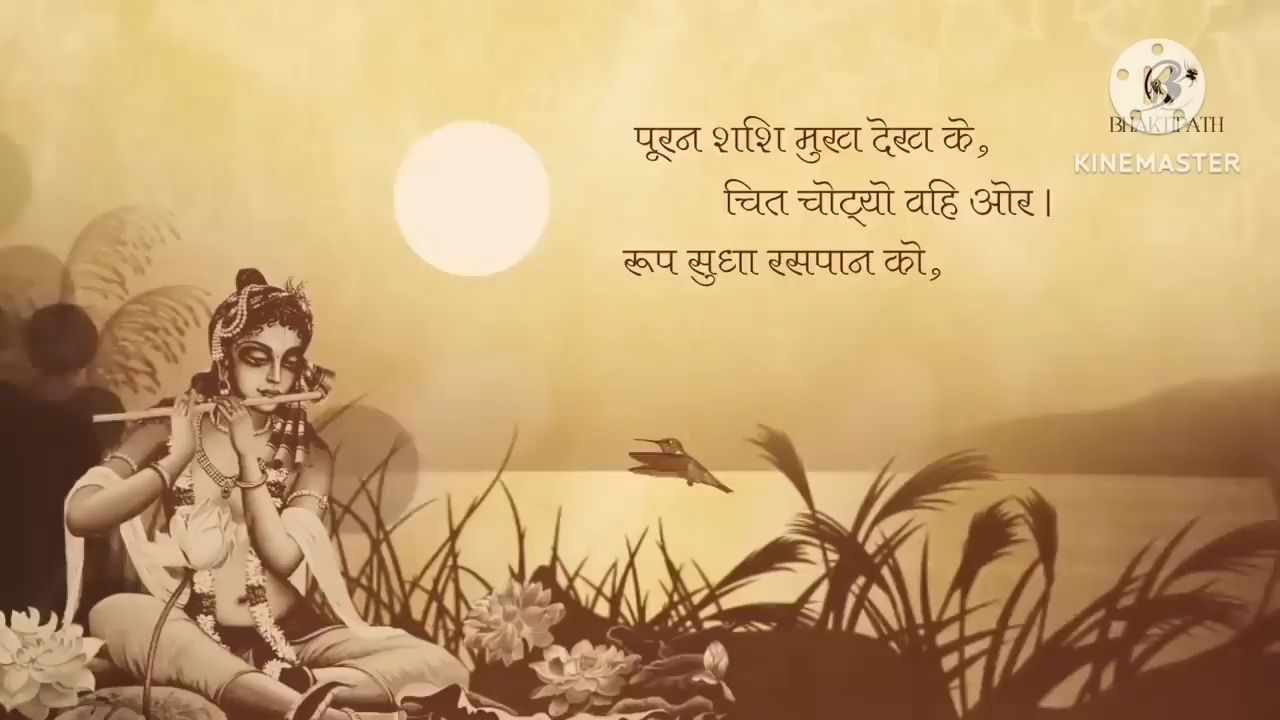 पूरन शशि मुख देख के,
चित चोट्यो वहि ओर।
रूप सुधा रसपान को,
BHAKTIPATH
KINEMASTER